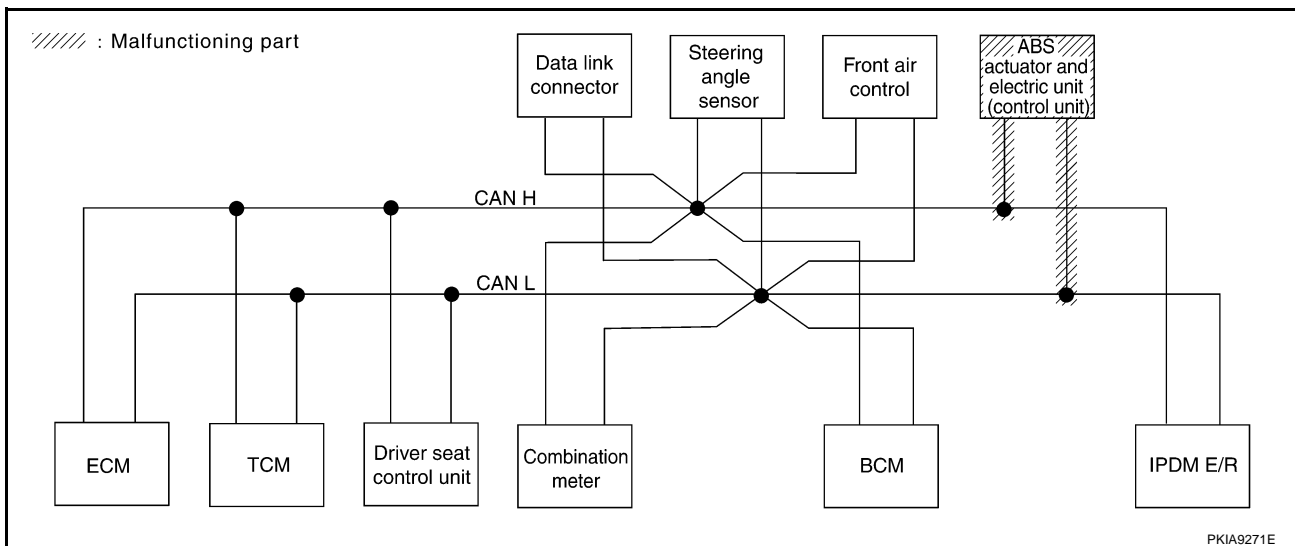 : Malfunctioning part
Data link
connector
Steering
angle
sensor
Front air
control
ABS
actuator and
electric unit
(control unit)
CAN H
CAN L
ECM
TCM
Driver seat
control unit
Combination
meter
BCM
IPDM E/R
PKIA9271E